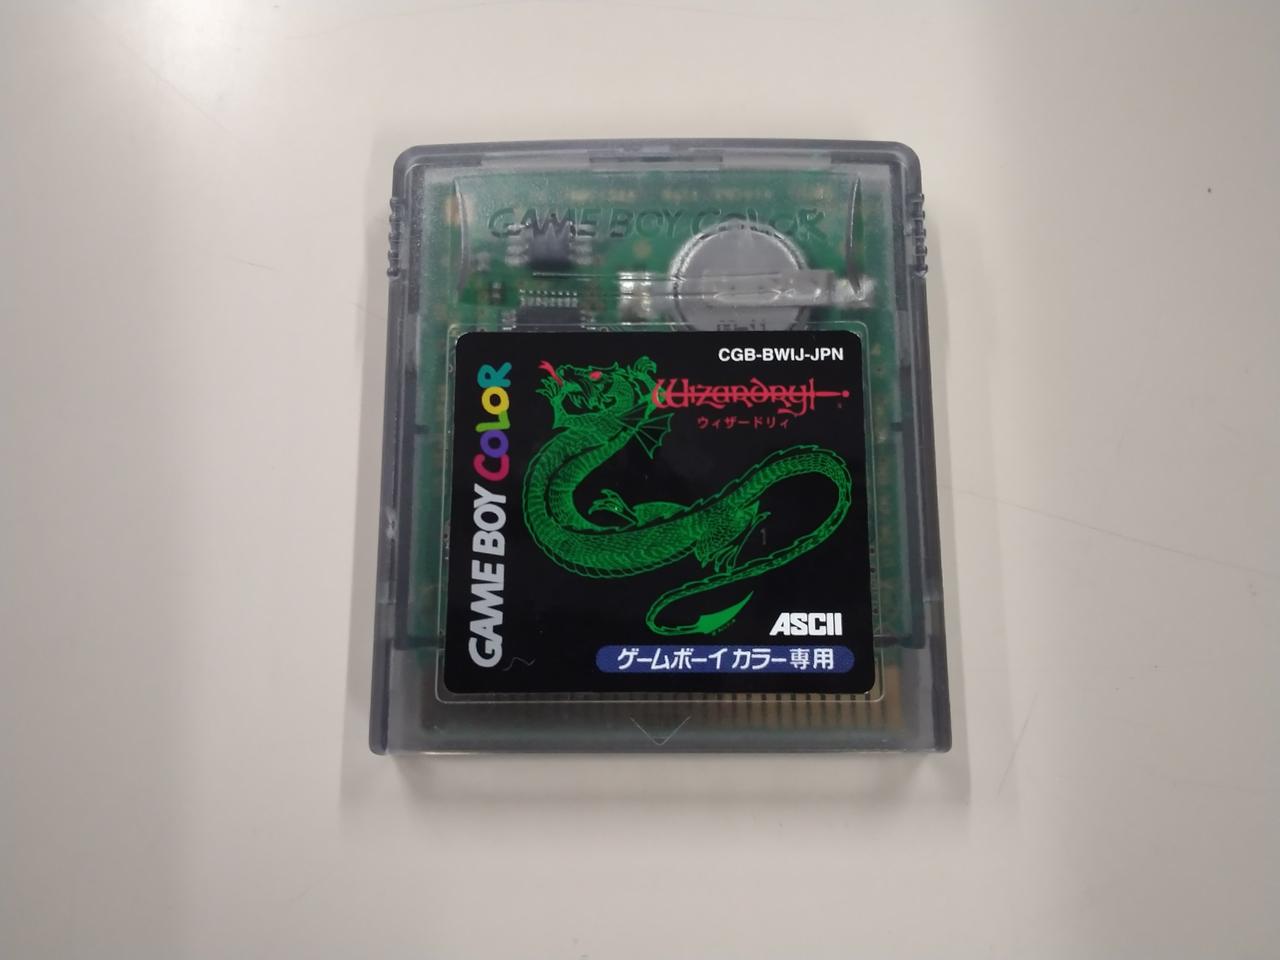 GAME BOY COLOR
CGB-BWIJ-JPN
Wizardry
ウィザードリィ
GAME BOY COLOR
1
ASCII
ゲームボーイカラー専用